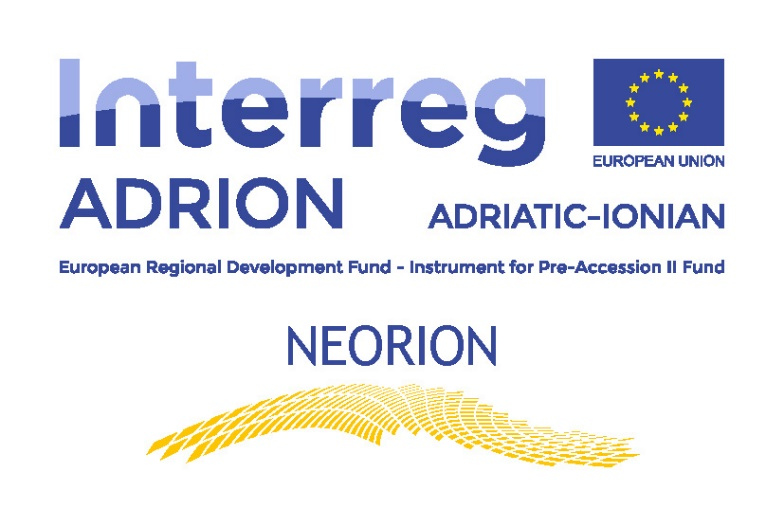 Interreg
EUROPEAN UNION
ADRION ADRIATIC-IONIAN
European Regional Development Fund - Instrument for Pre-Accession II Fund
NEORION